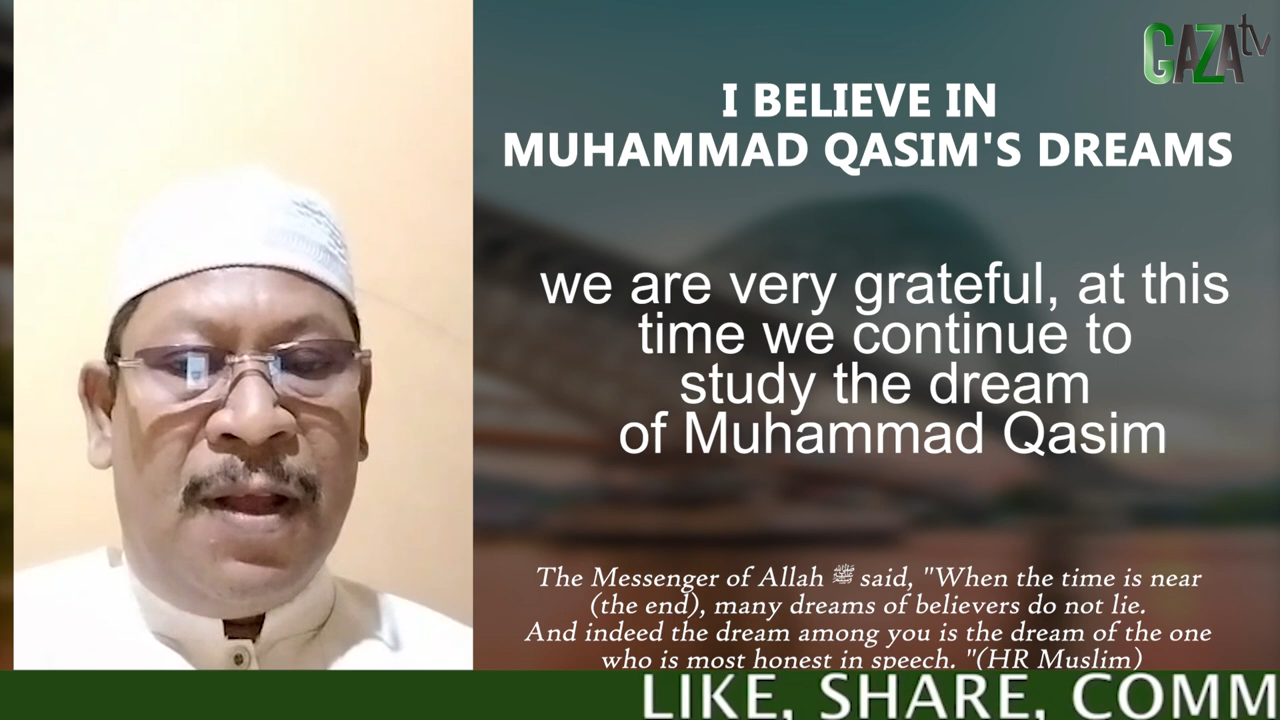 GAZAtv
I BELIEVE IN
MUHAMMAD QASIM'S DREAMS
we are very grateful, at this
time we continue to
study the dream
of Muhammad Qasim
The Messenger of Allah ﷺ said, "When the time is near
(the end), many dreams of believers do not lie.
And indeed the dream among you is the dream of the one
who is most honest in speech. "(HR Muslim)
LIKE, SHARE, COMM